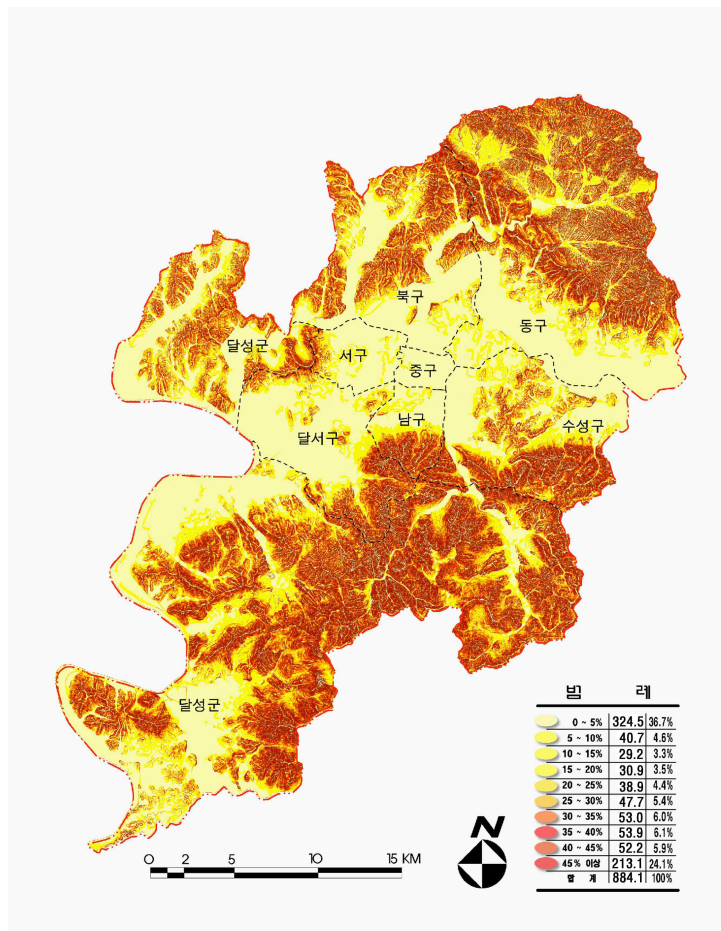 북구
동구
달성군
서구
중구
남구
수성구
달서구
달성군
범 례
0 ~ 5% 324.5 36.7%
5 ~ 10% 40.7 4.6%
10 ~ 15% 29.2 3.3%
15 ~ 20% 30.9 3.5%
20 ~ 25% 38.9 4.4%
25 ~ 30% 47.7 5.4%
30 ~ 35% 53.0 6.0%
35 ~ 40% 53.9 6.1%
40 ~ 45% 52.2 5.9%
45% 이상 213.1 24.1%
합 계 884.1 100%
N
0 2 5 10 15 KM